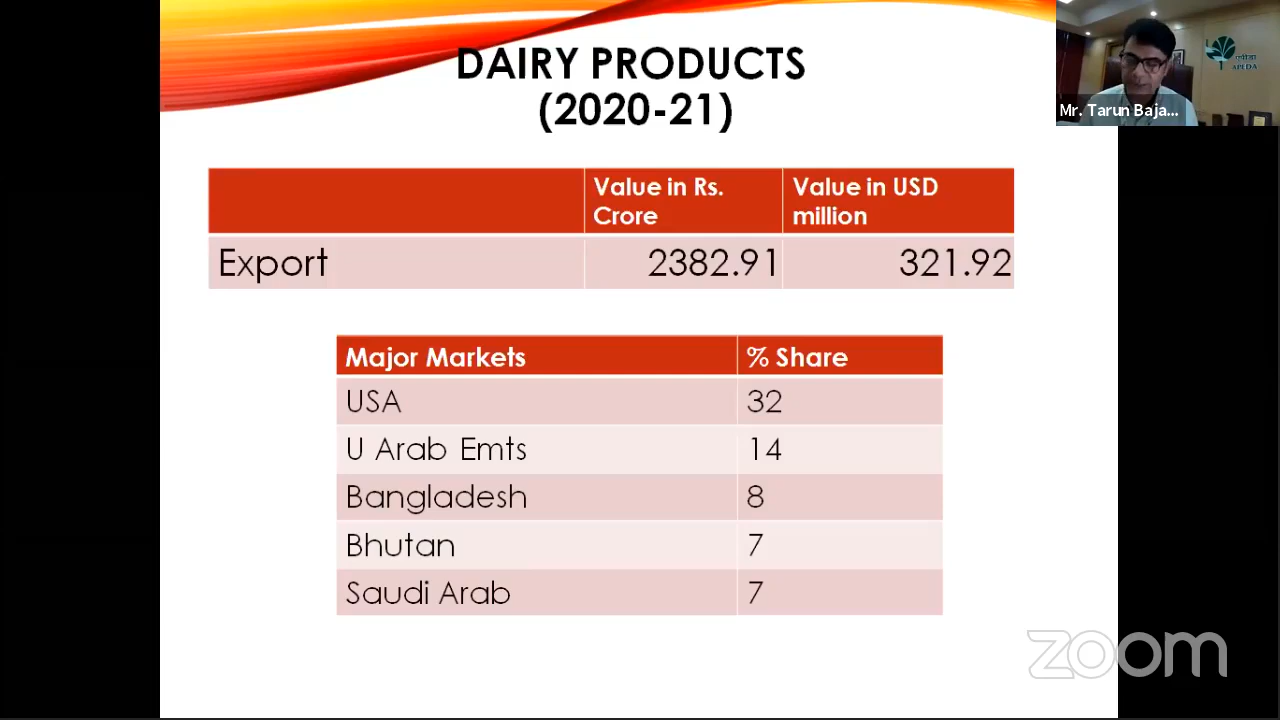 DAIRY PRODUCTS
(2020-21)
Value in Rs. Crore
Value in USD million
Export
2382.91
321.92
Major Markets
% Share
USA
32
U Arab Emts
14
Bangladesh
8
Bhutan
7
Saudi Arab
7
Mr. Tarun Baja...
APEDA
zoom